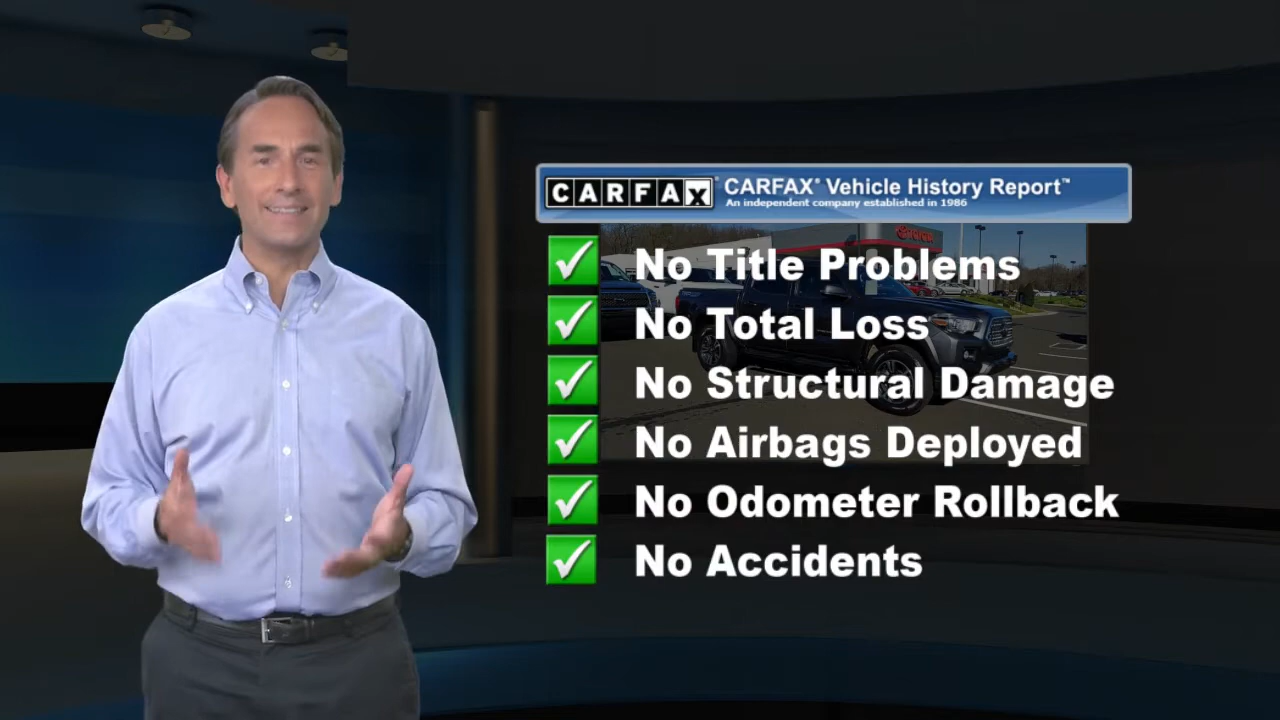 CARFAX® CARFAX® Vehicle History Report™
An independent company established in 1986
No Title Problems
No Total Loss
No Structural Damage
No Airbags Deployed
No Odometer Rollback
No Accidents